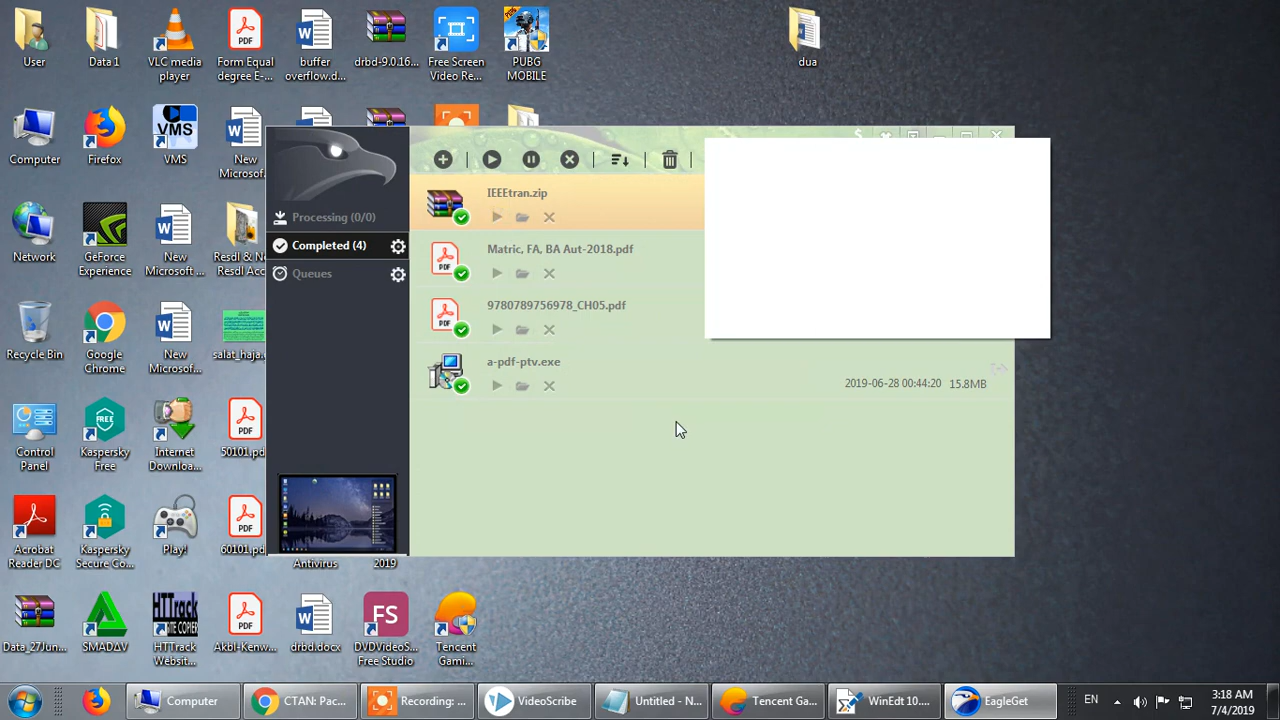 User
Data 1
VLC media
player
Form Equal
degree E-...
buffer
overflow.d...
drbd-9.0.16...
Free Screen
Video Re...
PUBG
MOBILE
dua
Computer
Firefox
VMS
VMS
New
Microsof...
Network
GeForce
Experience
New
Microsoft ...
Resdl & N
Resdl Acc
Recycle Bin
Google
Chrome
New
Microsof...
salat_haja.
Control
Panel
FREE
Kaspersky
Free
Internet
Downloa...
50101.pd
Acrobat
Reader DC
Kaspersky
Secure Co...
Play!
60101.pd
Antivirus
2019
Data_27Jun...
SMADAV
HTTrack
SITE COPIER
HTTrack
Websit...
Akbl-Kenw...
drbd.docx
FS
DVDVideoS...
Free Studio
Tencent
Gami...
Processing (0/0)
Completed (4)
Queues
IEEEtran.zip
Matric, FA, BA Aut-2018.pdf
9780789756978_CH05.pdf
a-pdf-ptv.exe
2019-06-28 00:44:20 15.8MB
Computer
CTAN: Pac...
Recording: ...
VideoScribe
Untitled - N...
Tencent Ga...
WinEdt 10....
EagleGet
EN
3:18 AM
7/4/2019